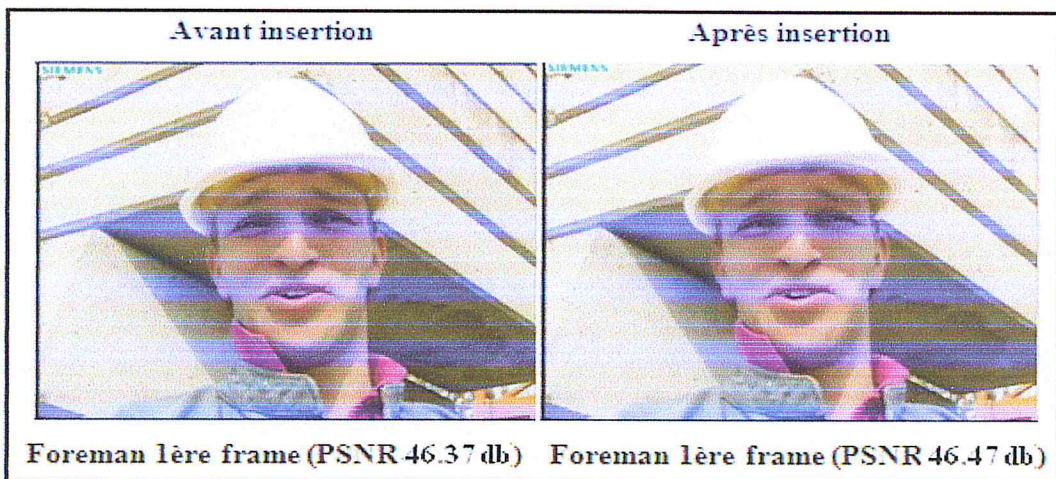 Avant insertion
Après insertion
SIEMENS
SIEMENS
Foreman 1ère frame (PSNR 46.37 db)
Foreman 1ère frame (PSNR 46.47 db)